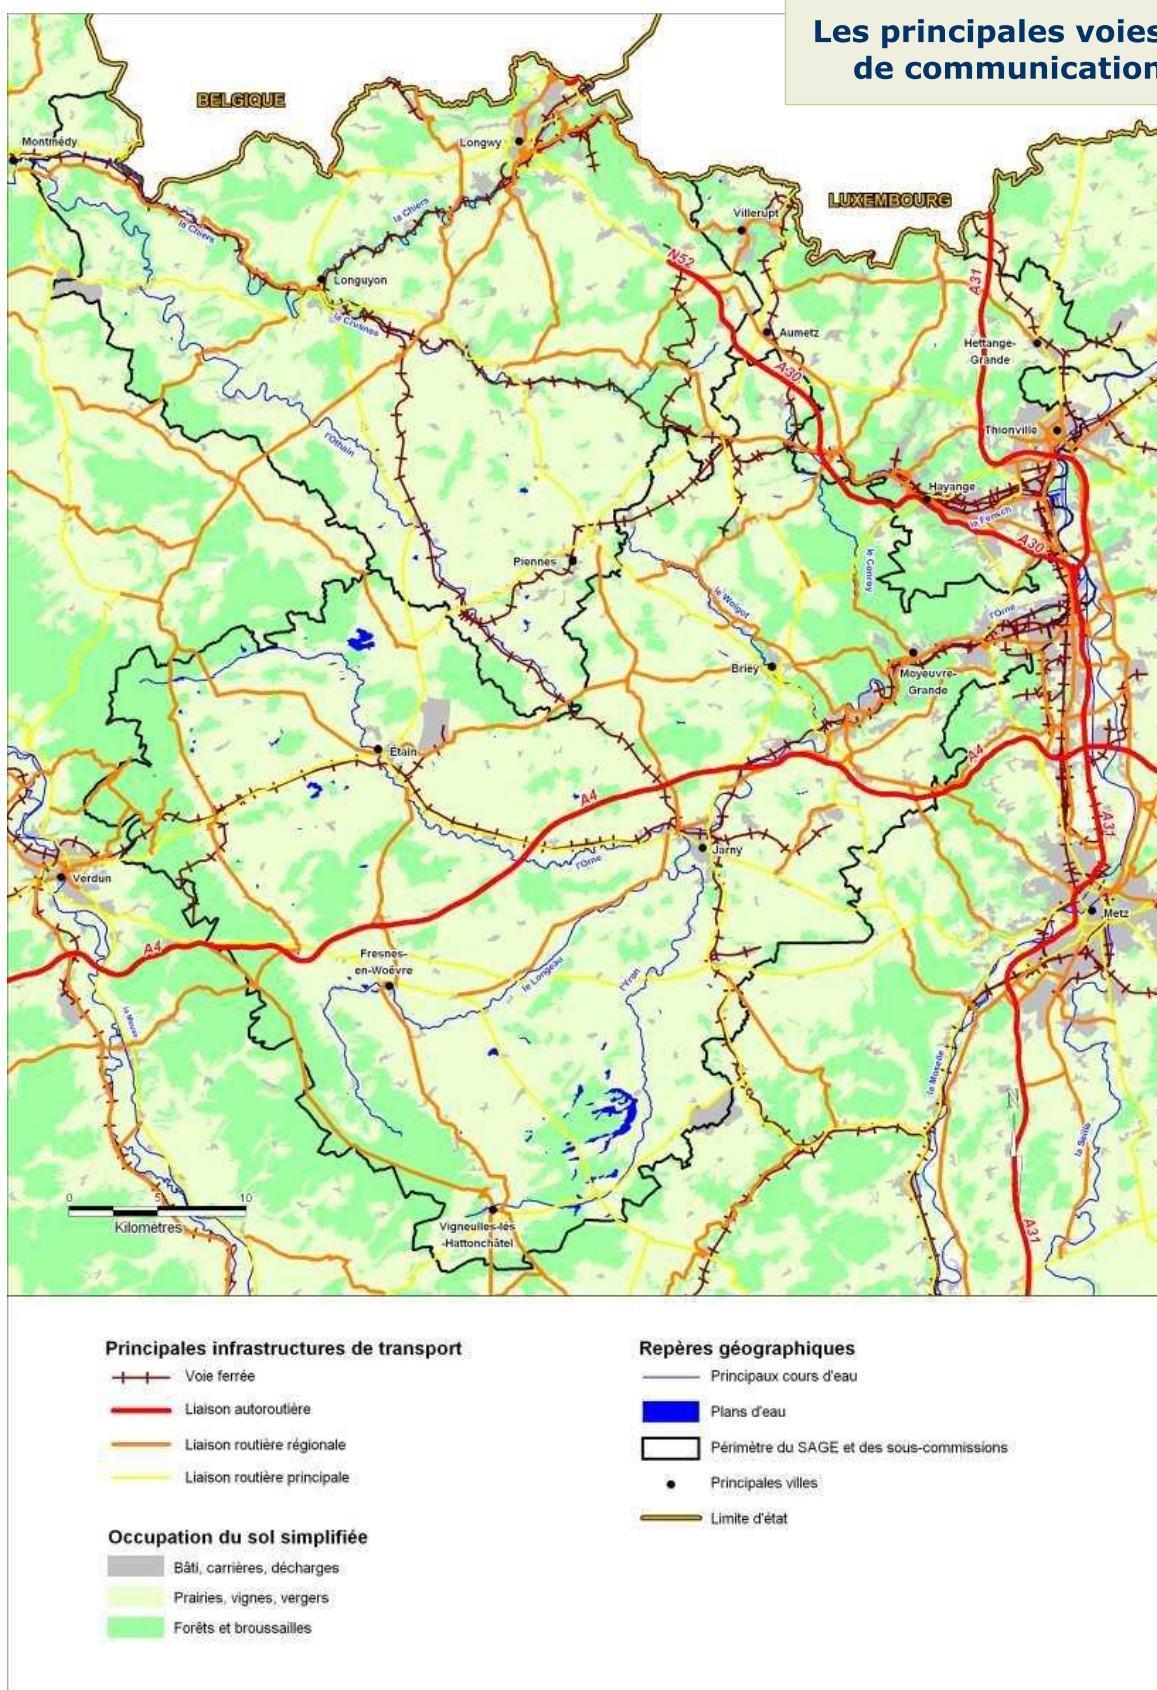 Les principales voies
de communication
BELGIQUE
Montmédy
Longwy
LUXEMBOURG
Villerupt
la Chiers
la Chiers
N52
A31
Longuyon
la Crusnes
Aumetz
Hettange-
Grande
A30
l'Othain
Thionville
Hayange
la Fensch
A30
Piennes
le Conroy
le Woigot
l'Orne
Briey
Moyeuvre-
Grande
Étain
A4
A4
A31
l'Orne
Jarny
Verdun
Metz
A4
Fresnes-
en-Woëvre
le Longeau
l'Yron
la Meuse
la Moselle
N
la Seille
0 5 10
Kilomètres
Vigneulles-lès
-Hattonchâtel
A31
Principales infrastructures de transport
Voie ferrée
Liaison autoroutière
Liaison routière régionale
Liaison routière principale
Occupation du sol simplifiée
Bâti, carrières, décharges
Prairies, vignes, vergers
Forêts et broussailles
Repères géographiques
Principaux cours d'eau
Plans d'eau
Périmètre du SAGE et des sous-commissions
Principales villes
Limite d'état